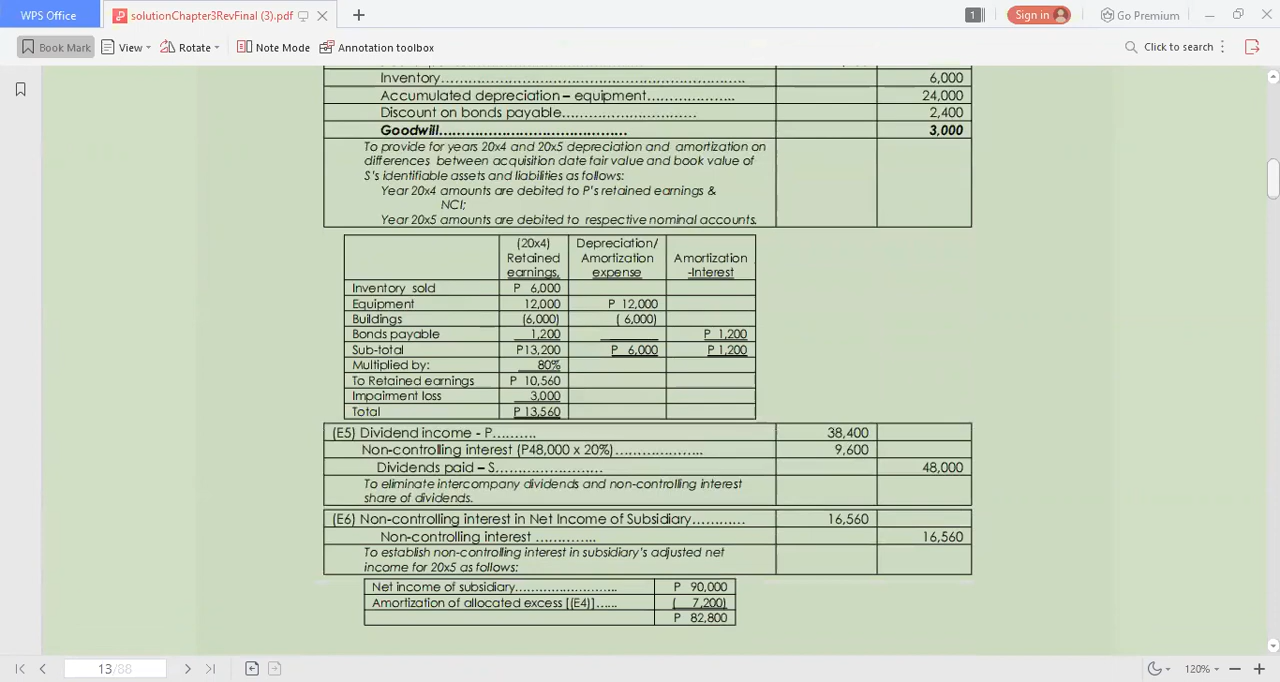 WPS Office
solutionChapter3RevFinal (3).pdf
1
Sign in
Go Premium
Book Mark
View
Rotate
Note Mode
Annotation toolbox
Click to search
Inventory……………………………………………………………….. 6,000
Accumulated depreciation – equipment……………….. 24,000
Discount on bonds payable…………………………… 2,400
Goodwill…………………………………… 3,000
To provide for years 20x4 and 20x5 depreciation and amortization on
differences between acquisition date fair value and book value of
S's identifiable assets and liabilities as follows:
Year 20x4 amounts are debited to P's retained earnings &
NCI;
Year 20x5 amounts are debited to respective nominal accounts.
(20x4) Depreciation/
Retained Amortization Amortization
earnings, expense -Interest
Inventory sold P 6,000
Equipment 12,000 P 12,000
Buildings (6,000) ( 6,000)
Bonds payable 1,200 P 1,200
Sub-total P13,200 P 6,000 P 1,200
Multiplied by: 80%
To Retained earnings P 10,560
Impairment loss 3,000
Total P 13,560
(E5) Dividend income - P………. 38,400
Non-controlling interest (P48,000 x 20%)……………….. 9,600
Dividends paid – S…………………… 48,000
To eliminate intercompany dividends and non-controlling interest
share of dividends.
(E6) Non-controlling interest in Net Income of Subsidiary………… 16,560
Non-controlling interest ………….. 16,560
To establish non-controlling interest in subsidiary's adjusted net
income for 20x5 as follows:
Net income of subsidiary…………………….. P 90,000
Amortization of allocated excess [(E4)]…... ( 7,200)
P 82,800
13/88
120%